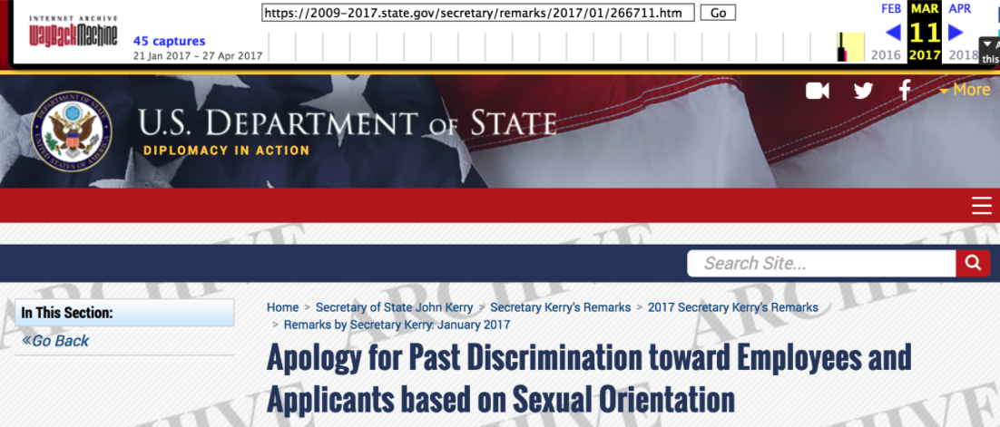 https://2009-2017.state.gov/secretary/remarks/2017/01/266711.htm Go
FEB MAR APR
INTERNET ARCHIVE
WayBackMachine
45 captures
21 Jan 2017 – 27 Apr 2017
11
2016 2017 2018
this
More
U.S. DEPARTMENT OF STATE
DIPLOMACY IN ACTION
Search Site...
ARCHIVE
In This Section:
«Go Back
Home > Secretary of State John Kerry > Secretary Kerry's Remarks > 2017 Secretary Kerry's Remarks
> Remarks by Secretary Kerry: January 2017
Apology for Past Discrimination toward Employees and
Applicants based on Sexual Orientation